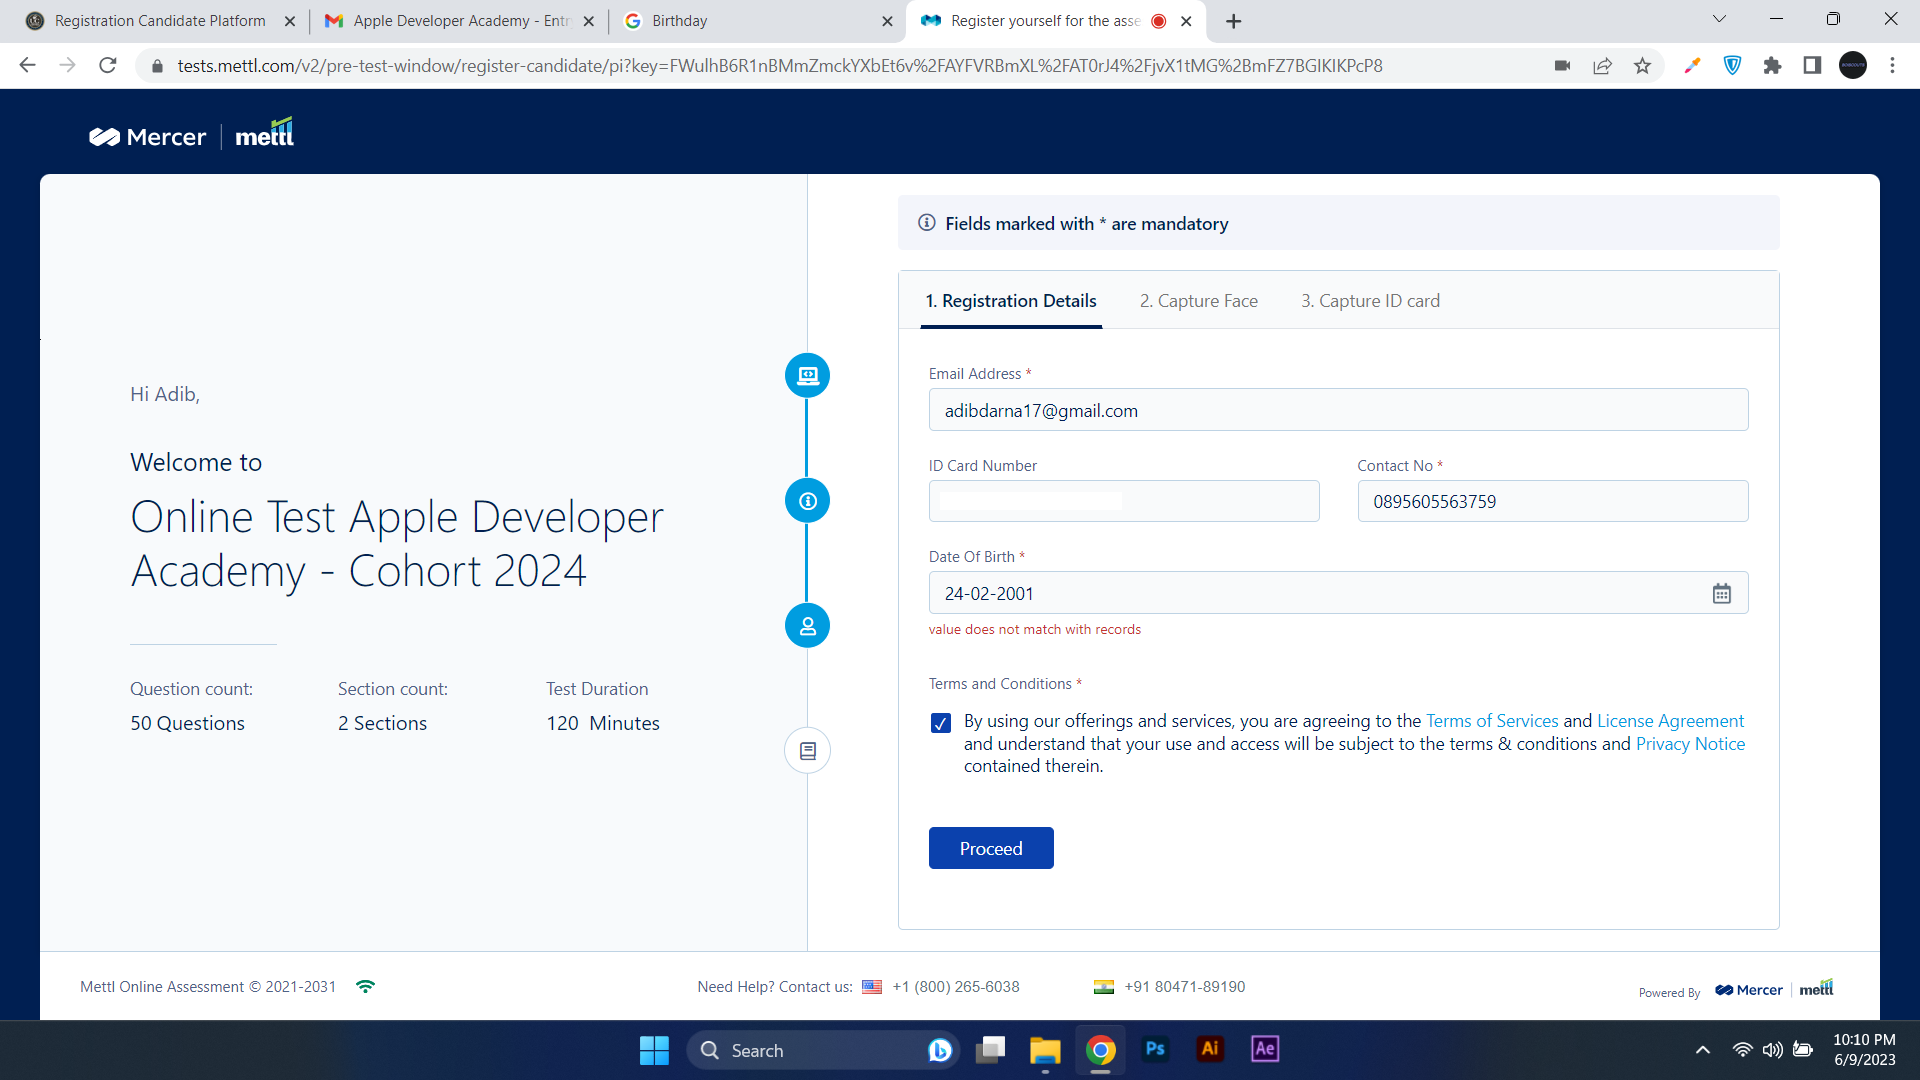 Registration Candidate Platform
Apple Developer Academy - Entr
Birthday
Register yourself for the asse
tests.mettl.com/v2/pre-test-window/register-candidate/pi?key=FWulhB6R1nBMmZmckYXbEt6v%2FAYFVRBmXL%2FAT0rJ4%2FjvX1tMG%2BmFZ7BGIKIKPcP8
Mercer | mettl
Fields marked with * are mandatory
1. Registration Details
2. Capture Face
3. Capture ID card
Hi Adib,
Welcome to
Online Test Apple Developer
Academy - Cohort 2024
Question count:
50 Questions
Section count:
2 Sections
Test Duration
120 Minutes
Email Address *
adibdarna17@gmail.com
ID Card Number
Contact No *
0895605563759
Date Of Birth *
24-02-2001
value does not match with records
Terms and Conditions *
By using our offerings and services, you are agreeing to the Terms of Services and License Agreement
and understand that your use and access will be subject to the terms & conditions and Privacy Notice
contained therein.
Proceed
Mettl Online Assessment © 2021-2031
Need Help? Contact us: +1 (800) 265-6038
+91 80471-89190
Powered By Mercer | mettl
Search
Ps
Ai
Ae
10:10 PM
6/9/2023